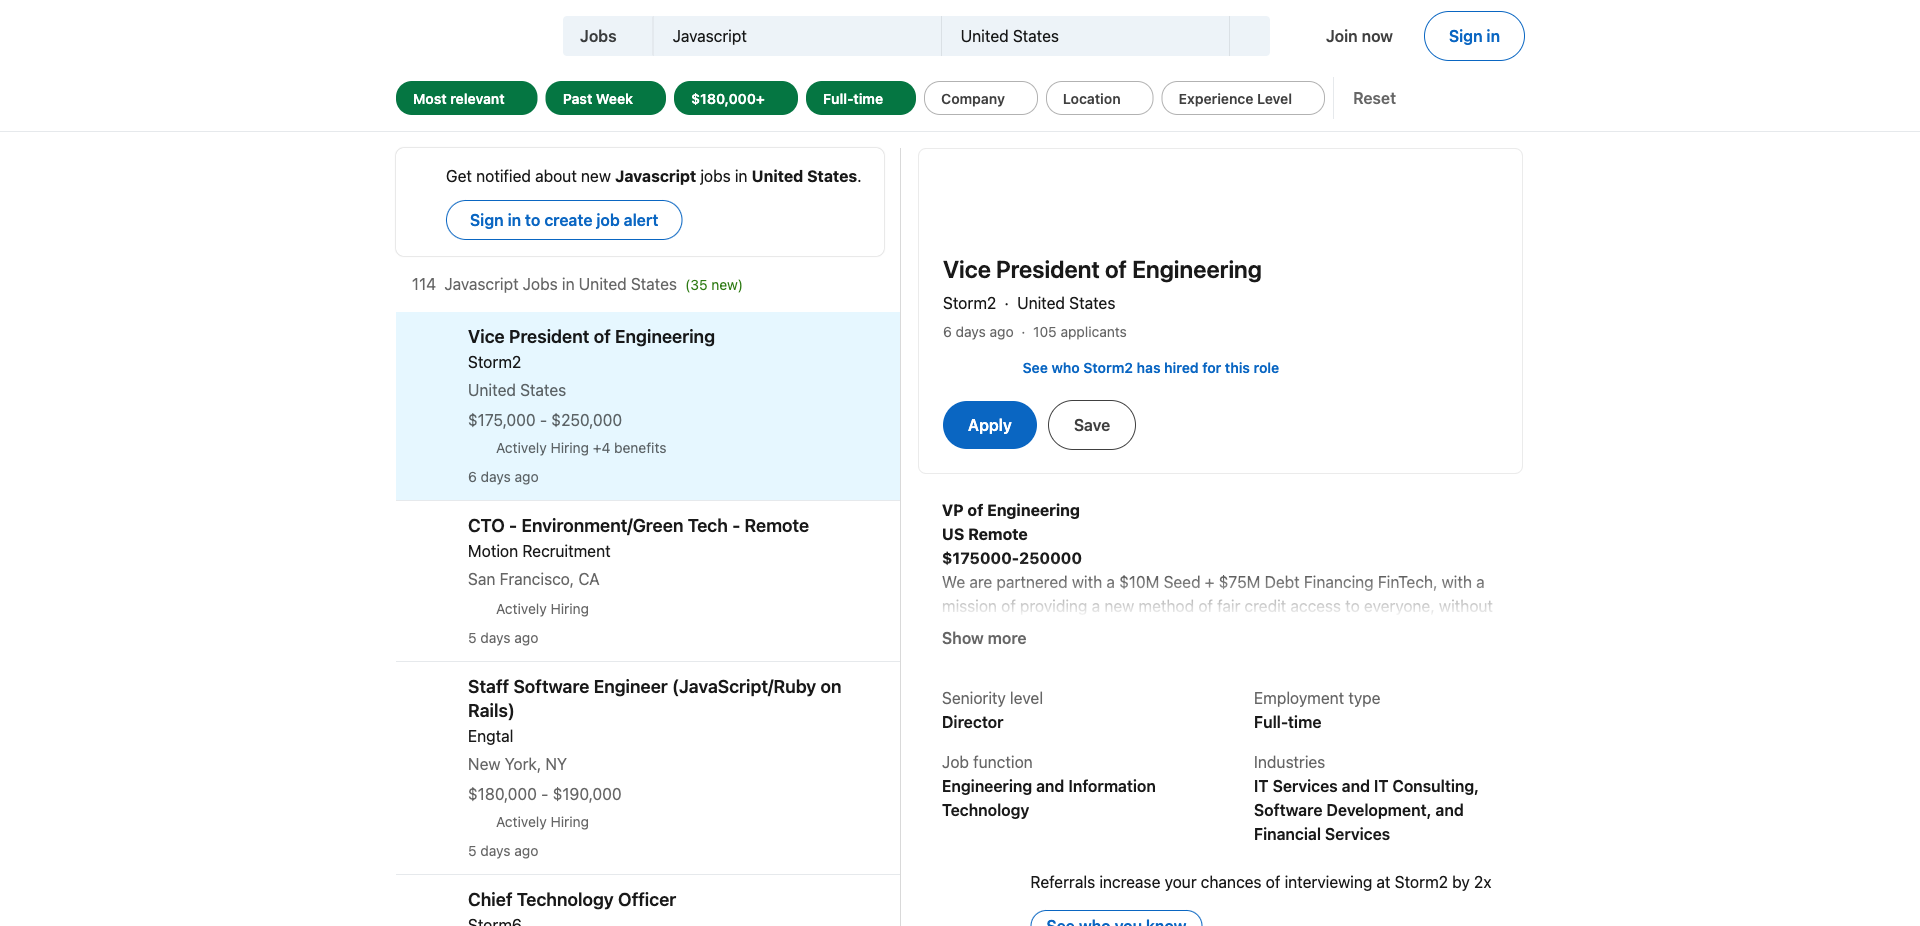 Jobs
Javascript
United States
Join now
Sign in
Most relevant
Past Week
$180,000+
Full-time
Company
Location
Experience Level
Reset
Get notified about new Javascript jobs in United States.
Sign in to create job alert
114 Javascript Jobs in United States (35 new)
Vice President of Engineering
Storm2
United States
$175,000 - $250,000
Actively Hiring +4 benefits
6 days ago
CTO - Environment/Green Tech - Remote
Motion Recruitment
San Francisco, CA
Actively Hiring
5 days ago
Staff Software Engineer (JavaScript/Ruby on
Rails)
Engtal
New York, NY
$180,000 - $190,000
Actively Hiring
5 days ago
Chief Technology Officer
Storm6
Vice President of Engineering
Storm2 · United States
6 days ago · 105 applicants
See who Storm2 has hired for this role
Apply
Save
VP of Engineering
US Remote
$175000-250000
We are partnered with a $10M Seed + $75M Debt Financing FinTech, with a
mission of providing a new method of fair credit access to everyone, without
Show more
Seniority level
Director
Employment type
Full-time
Job function
Engineering and Information
Technology
Industries
IT Services and IT Consulting,
Software Development, and
Financial Services
Referrals increase your chances of interviewing at Storm2 by 2x
See who you know